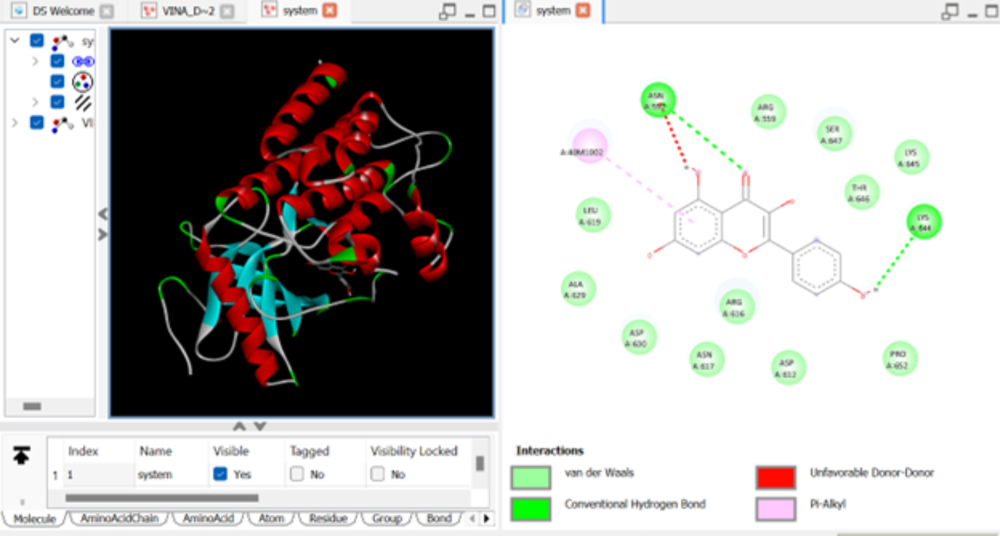 DS Welcome
VINA_D~2
system
system
sy
VI
ASN
ARG
A:559
SER
A:647
LYS
A:645
THR
A:646
LEU
A:619
LYS
A:644
ALA
A:629
ARG
A:616
ASP
A:630
ASN
A:617
ASP
A:612
PRO
A:652
H
H
O
O
Interactions
van der Waals
Conventional Hydrogen Bond
Unfavorable Donor-Donor
Pi-Alkyl
Index Name Visible Tagged Visibility Locked
1 1 system Yes No No
Molecule AminoAcidChain AminoAcid Atom Residue Group Bond